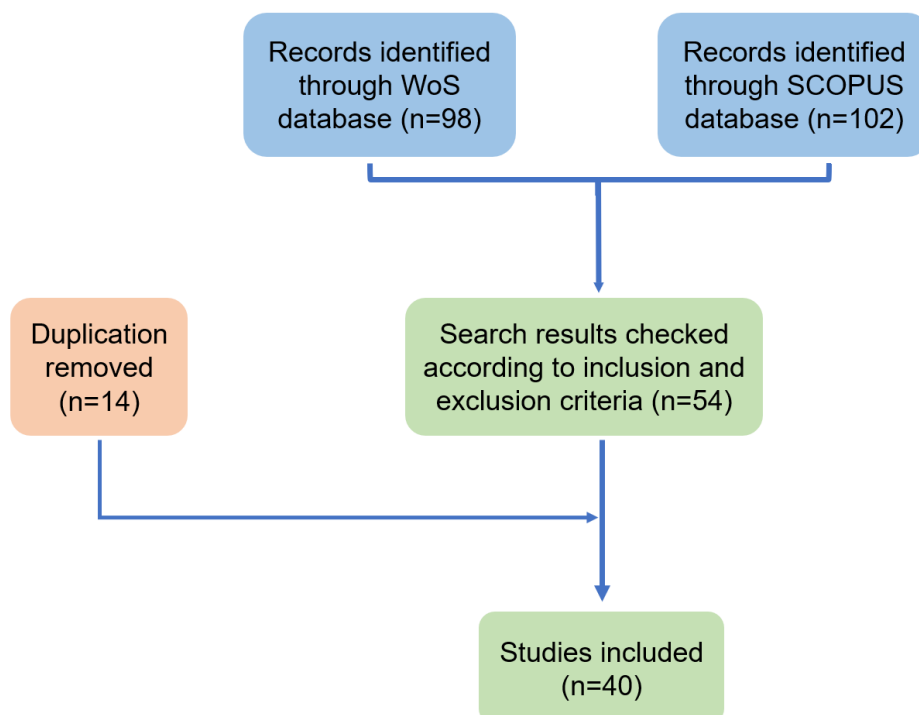 Records identified
through WoS
database (n=98)
Records identified
through SCOPUS
database (n=102)
Duplication
removed
(n=14)
Search results checked
according to inclusion and
exclusion criteria (n=54)
Studies included
(n=40)